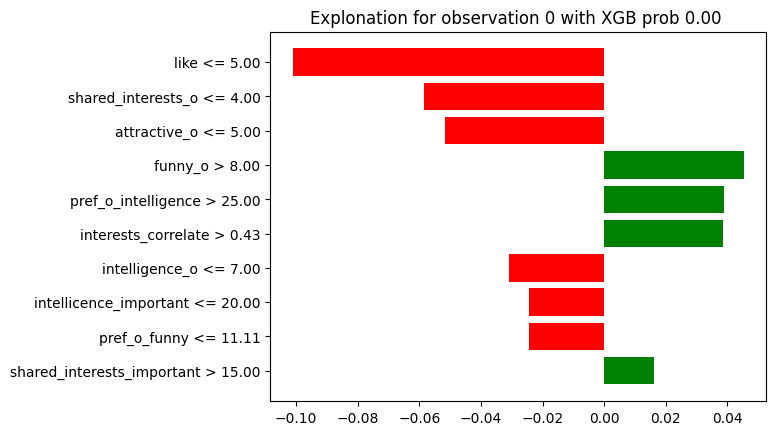 Explonation for observation 0 with XGB prob 0.00
like <= 5.00
shared_interests_o <= 4.00
attractive_o <= 5.00
funny_o > 8.00
pref_o_intelligence > 25.00
interests_correlate > 0.43
intelligence_o <= 7.00
intellicence_important <= 20.00
pref_o_funny <= 11.11
shared_interests_important > 15.00
−0.10 −0.08 −0.06 −0.04 −0.02 0.00 0.02 0.04